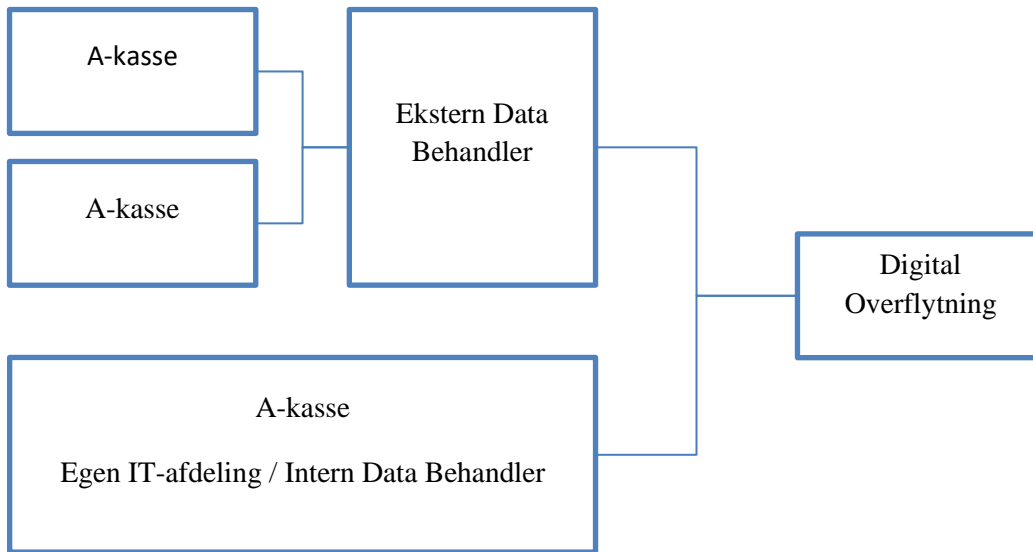 A-kasse
A-kasse
Ekstern Data
Behandler
A-kasse
Egen IT-afdeling / Intern Data Behandler
Digital
Overflytning